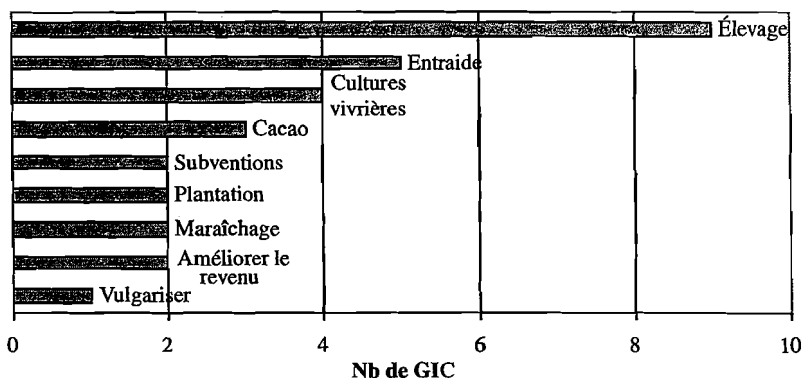 Élevage
Entraide
Cultures
vivrières
Cacao
Subventions
Plantation
Maraîchage
Améliorer le
revenu
Vulgariser
0 2 4 6 8 10
Nb de GIC